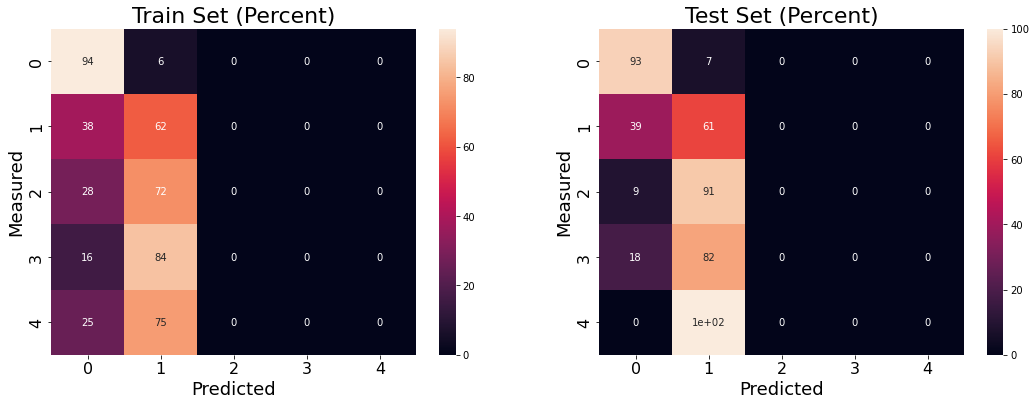 Train Set (Percent)
Measured
0 94 6 0 0 0
1 38 62 0 0 0
2 28 72 0 0 0
3 16 84 0 0 0
4 25 75 0 0 0
0 1 2 3 4
Predicted
80
60
40
20
0
Test Set (Percent)
Measured
0 93 7 0 0 0
1 39 61 0 0 0
2 9 91 0 0 0
3 18 82 0 0 0
4 0 1e+02 0 0 0
0 1 2 3 4
Predicted
100
80
60
40
20
0